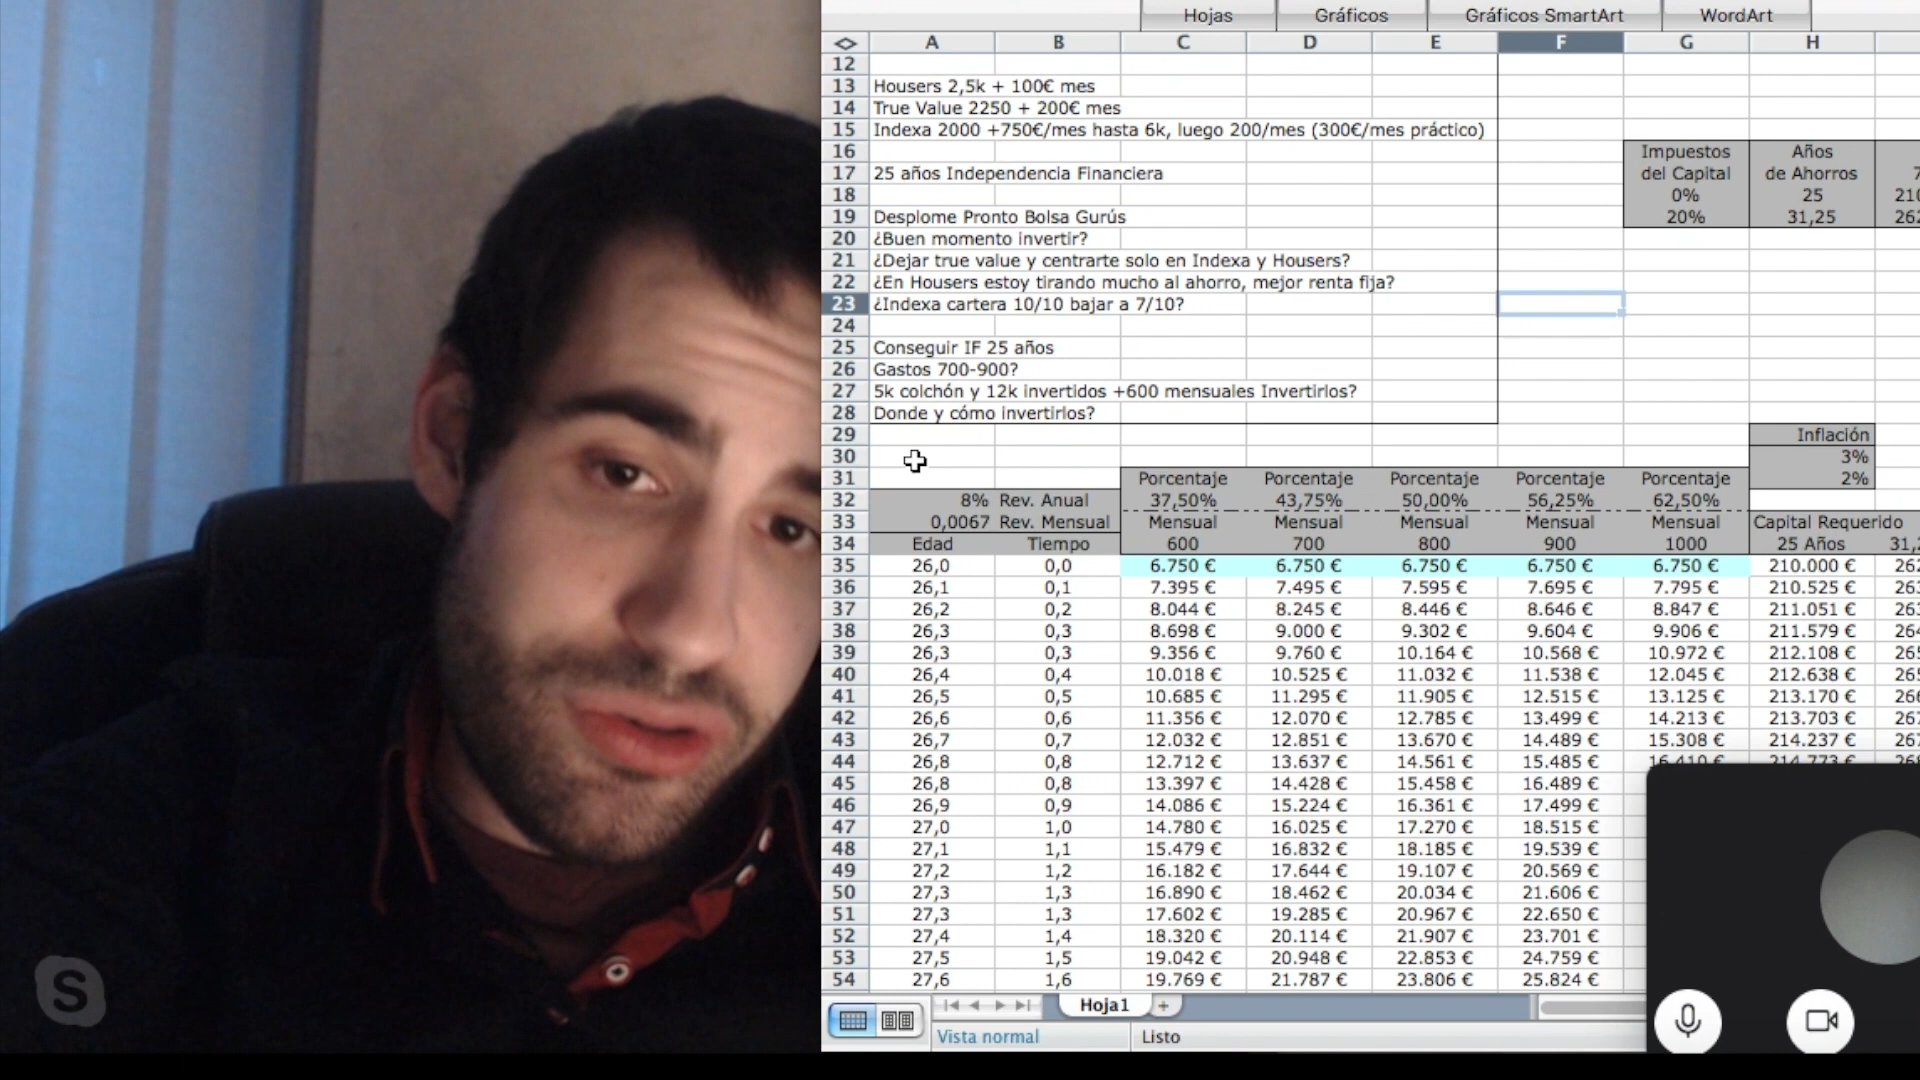 Hojas Gráficos Gráficos SmartArt WordArt
A B C D E F G H
12
13 Housers 2,5k + 100€ mes
14 True Value 2250 + 200€ mes
15 Indexa 2000 +750€/mes hasta 6k, luego 200/mes (300€/mes práctico)
16 Impuestos Años
17 25 años Independencia Financiera del Capital de Ahorros 7
18 0% 25 210
19 Desplome Pronto Bolsa Gurús 20% 31,25 262
20 ¿Buen momento invertir?
21 ¿Dejar true value y centrarte solo en Indexa y Housers?
22 ¿En Housers estoy tirando mucho al ahorro, mejor renta fija?
23 ¿Indexa cartera 10/10 bajar a 7/10?
24
25 Conseguir IF 25 años
26 Gastos 700-900?
27 5k colchón y 12k invertidos +600 mensuales Invertirlos?
28 Donde y cómo invertirlos?
29 Inflación
30 3%
31 Porcentaje Porcentaje Porcentaje Porcentaje Porcentaje 2%
32 8% Rev. Anual 37,50% 43,75% 50,00% 56,25% 62,50%
33 0,0067 Rev. Mensual Mensual Mensual Mensual Mensual Mensual Capital Requerido
34 Edad Tiempo 600 700 800 900 1000 25 Años 31,2
35 26,0 0,0 6.750 € 6.750 € 6.750 € 6.750 € 6.750 € 210.000 € 262
36 26,1 0,1 7.395 € 7.495 € 7.595 € 7.695 € 7.795 € 210.525 € 263
37 26,2 0,2 8.044 € 8.245 € 8.446 € 8.646 € 8.847 € 211.051 € 263
38 26,3 0,3 8.698 € 9.000 € 9.302 € 9.604 € 9.906 € 211.579 € 264
39 26,3 0,3 9.356 € 9.760 € 10.164 € 10.568 € 10.972 € 212.108 € 265
40 26,4 0,4 10.018 € 10.525 € 11.032 € 11.538 € 12.045 € 212.638 € 265
41 26,5 0,5 10.685 € 11.295 € 11.905 € 12.515 € 13.125 € 213.170 € 266
42 26,6 0,6 11.356 € 12.070 € 12.785 € 13.499 € 14.213 € 213.703 € 267
43 26,7 0,7 12.032 € 12.851 € 13.670 € 14.489 € 15.308 € 214.237 € 267
44 26,8 0,8 12.712 € 13.637 € 14.561 € 15.485 € 16.410 € 214.773 €
45 26,8 0,8 13.397 € 14.428 € 15.458 € 16.489 €
46 26,9 0,9 14.086 € 15.224 € 16.361 € 17.499 €
47 27,0 1,0 14.780 € 16.025 € 17.270 € 18.515 €
48 27,1 1,1 15.479 € 16.832 € 18.185 € 19.539 €
49 27,2 1,2 16.182 € 17.644 € 19.107 € 20.569 €
50 27,3 1,3 16.890 € 18.462 € 20.034 € 21.606 €
51 27,3 1,3 17.602 € 19.285 € 20.967 € 22.650 €
52 27,4 1,4 18.320 € 20.114 € 21.907 € 23.701 €
53 27,5 1,5 19.042 € 20.948 € 22.853 € 24.759 €
54 27,6 1,6 19.769 € 21.787 € 23.806 € 25.824 €
Hoja1
Vista normal Listo
S